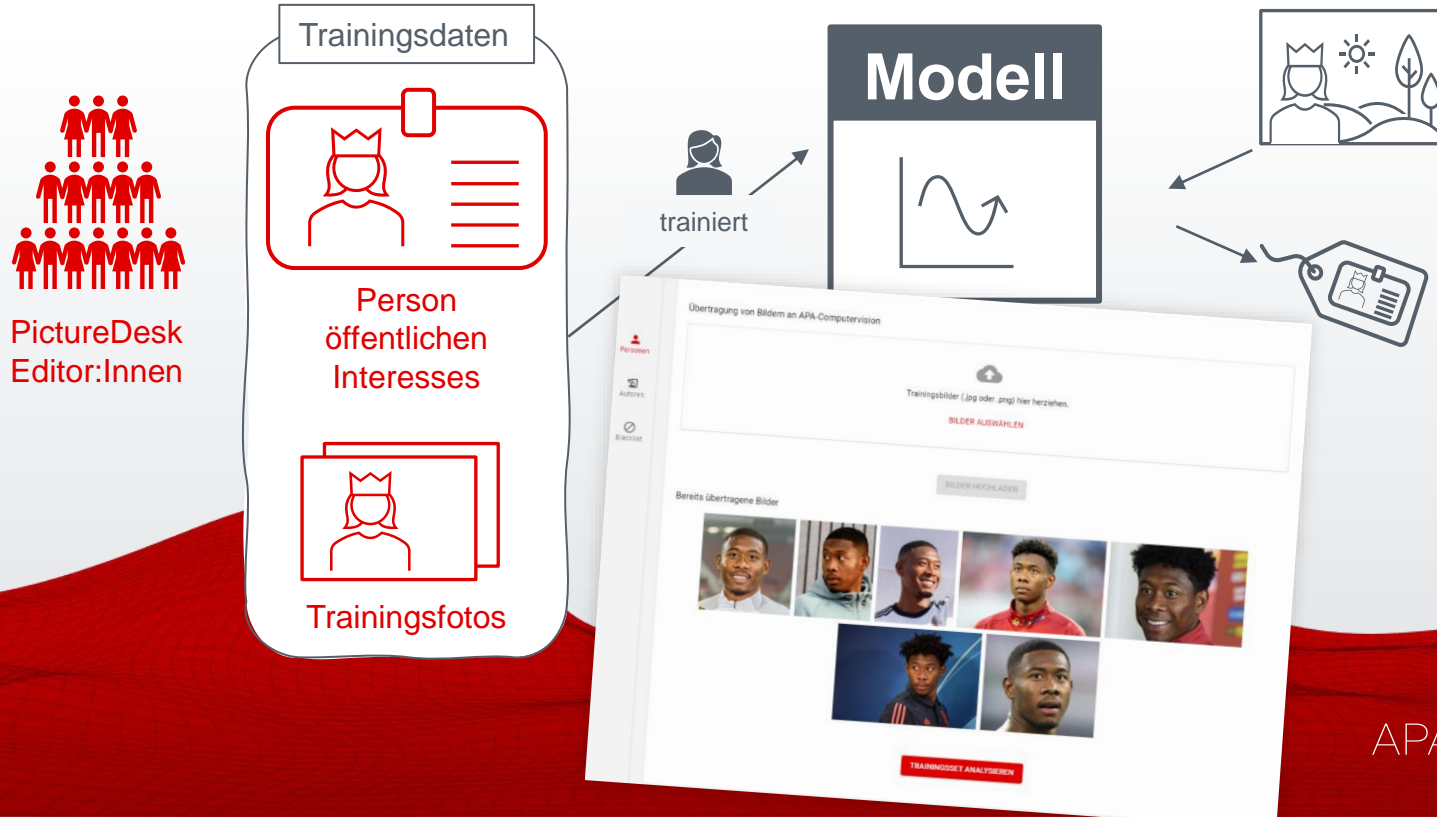 Trainingsdaten
PictureDesk
Editor:Innen
Person
öffentlichen
Interesses
Trainingsfotos
trainiert
Modell
Übertragung von Bildern an APA-Computervision
Personen
Autoren
Blacklist
Trainingsbilder (.jpg oder .png) hier herziehen.
BILDER AUSWÄHLEN
BILDER HOCHLADEN
Bereits übertragene Bilder
TRAININGSSET ANALYSIEREN
APA